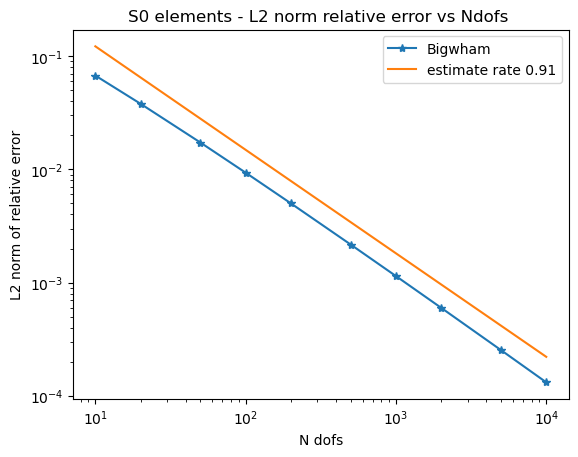 S0 elements - L2 norm relative error vs Ndofs
Bigwham
estimate rate 0.91
L2 norm of relative error
10⁻¹
10⁻²
10⁻³
10⁻⁴
10¹ 10² 10³ 10⁴
N dofs